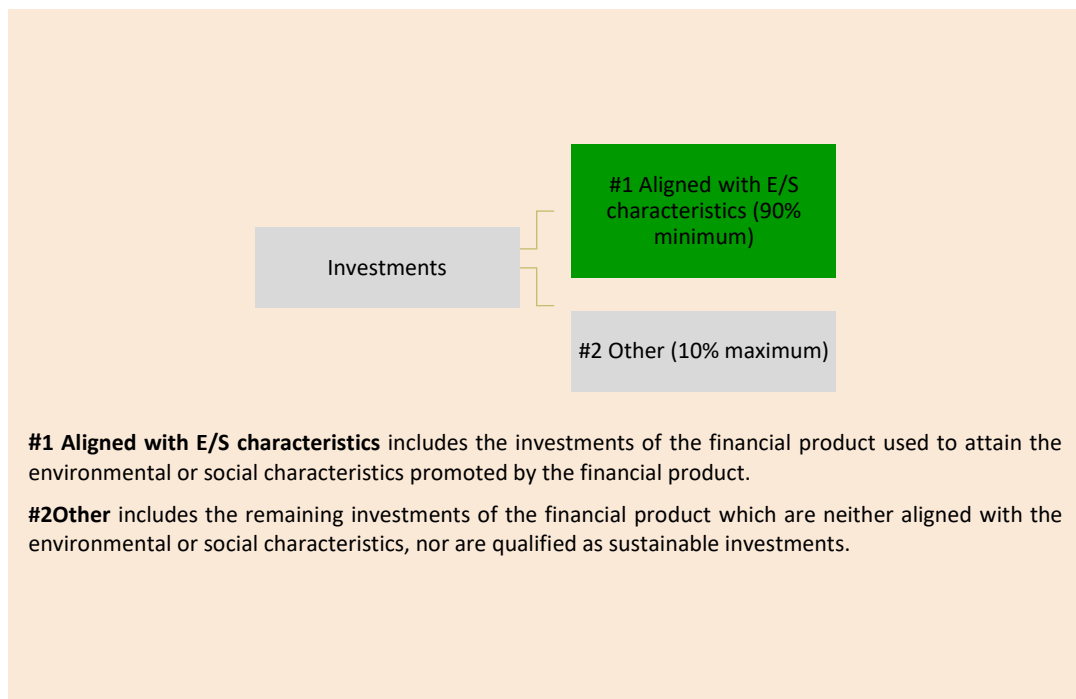 #1 Aligned with E/S
characteristics (90%
minimum)
Investments
#2 Other (10% maximum)
#1 Aligned with E/S characteristics includes the investments of the financial product used to attain the
environmental or social characteristics promoted by the financial product.
#2Other includes the remaining investments of the financial product which are neither aligned with the
environmental or social characteristics, nor are qualified as sustainable investments.